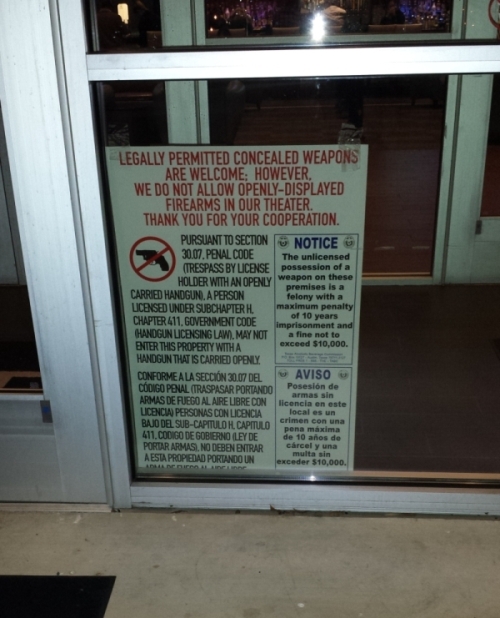 LEGALLY PERMITTED CONCEALED WEAPONS
ARE WELCOME; HOWEVER,
WE DO NOT ALLOW OPENLY-DISPLAYED
FIREARMS IN OUR THEATER.
THANK YOU FOR YOUR COOPERATION.
PURSUANT TO SECTION
30.07, PENAL CODE
(TRESPASS BY LICENSE
HOLDER WITH AN OPENLY
CARRIED HANDGUN), A PERSON
LICENSED UNDER SUBCHAPTER H,
CHAPTER 411, GOVERNMENT CODE
(HANDGUN LICENSING LAW), MAY NOT
ENTER THIS PROPERTY WITH A
HANDGUN THAT IS CARRIED OPENLY.
CONFORME A LA SECCIÓN 30.07 DEL
CÓDIGO PENAL (TRASPASAR PORTANDO
ARMAS DE FUEGO AL AIRE LIBRE CON
LICENCIA) PERSONAS CON LICENCIA
BAJO DEL SUB-CAPITULO H, CAPITULO
411, CODIGO DE GOBIERNO (LEY DE
PORTAR ARMAS), NO DEBEN ENTRAR
A ESTA PROPIEDAD PORTANDO UN
ARMA DE FUEGO AL AIRE LIBRE
NOTICE
The unlicensed
possession of a
weapon on these
premises is a
felony with a
maximum penalty
of 10 years
imprisonment and
a fine not to
exceed $10,000.
AVISO
Posesión de
armas sin
licencia en este
local es un
crimen con una
pena máxima
de 10 años de
cárcel y una
multa sin
exceder $10,000.